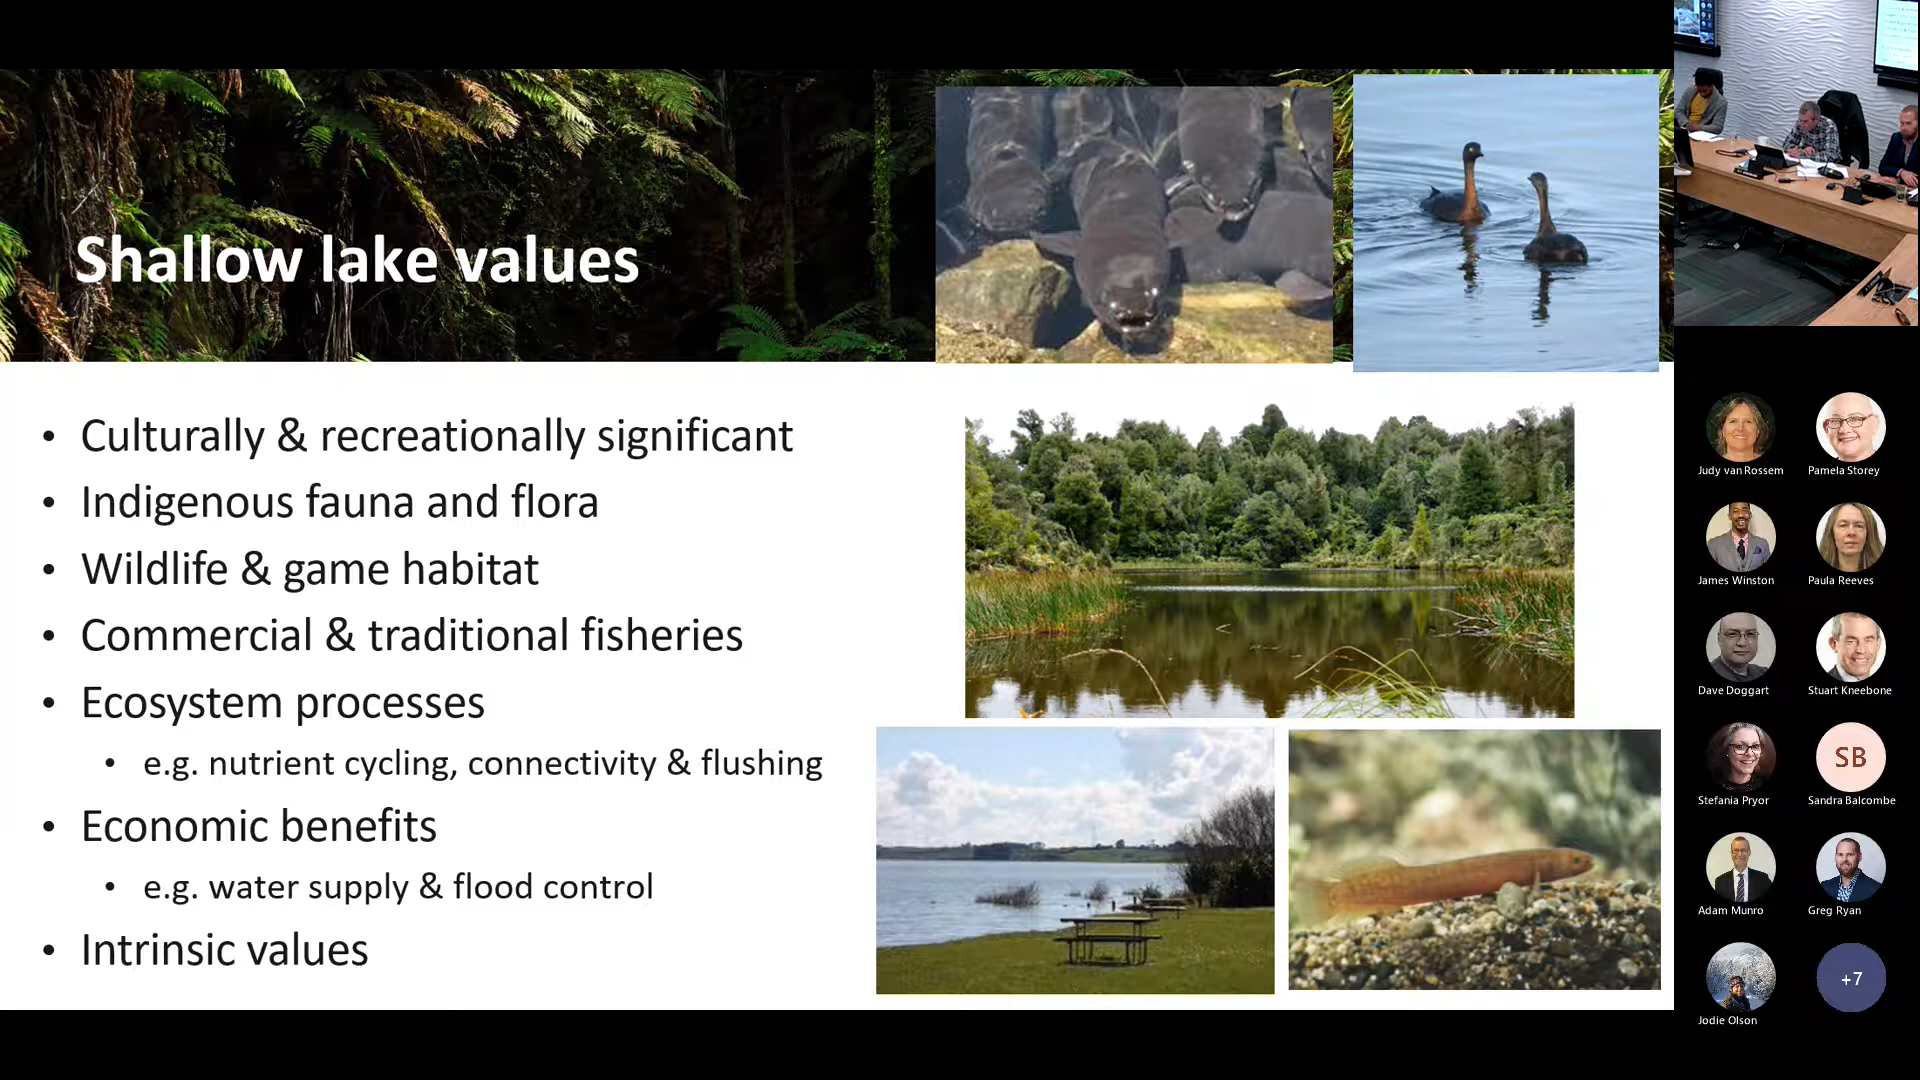 Shallow lake values
• Culturally & recreationally significant
• Indigenous fauna and flora
• Wildlife & game habitat
• Commercial & traditional fisheries
• Ecosystem processes
• e.g. nutrient cycling, connectivity & flushing
• Economic benefits
• e.g. water supply & flood control
• Intrinsic values
Judy van Rossem
Pamela Storey
James Winston
Paula Reeves
Dave Doggart
Stuart Kneebone
Stefania Pryor
SB
Sandra Balcombe
Adam Munro
Greg Ryan
Jodie Olson
+7